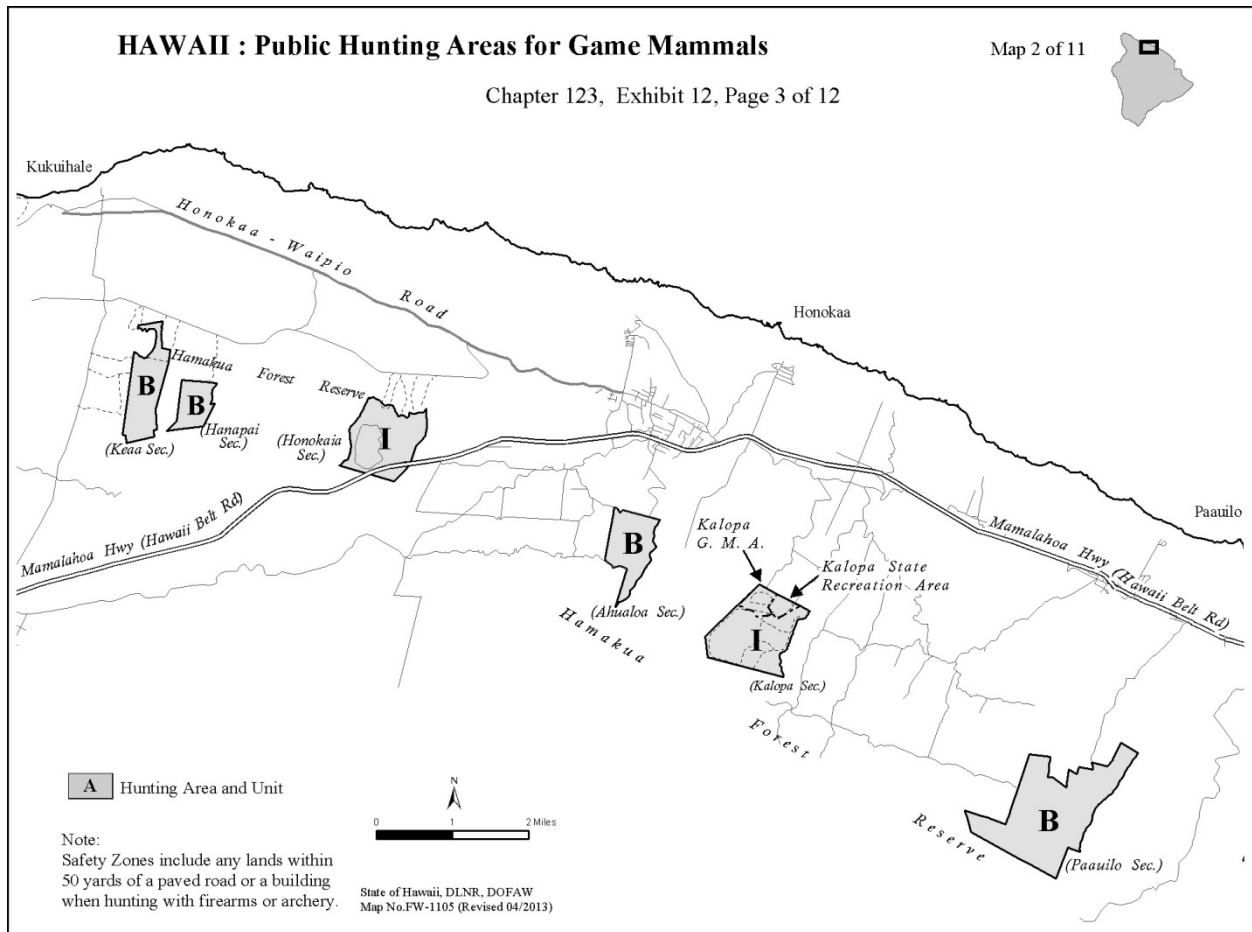 HAWAII : Public Hunting Areas for Game Mammals
Map 2 of 11
Chapter 123, Exhibit 12, Page 3 of 12
Kukuihale
Honokaa - Waipio Road
Honokaa
Hamakua Forest Reserve
B
B
I
(Keaa Sec.)
(Hanapai
Sec.)
(Honokaia
Sec.)
Mamalahoa Hwy (Hawaii Belt Rd)
Paauilo
Mamalahoa Hwy (Hawaii Belt Rd)
B
(Ahualoa Sec.)
Kalopa
G. M. A.
Kalopa State
Recreation Area
I
(Kalopa Sec.)
Hamakua Forest Reserve
B
(Paauilo Sec.)
A Hunting Area and Unit
N
0 1 2 Miles
Note:
Safety Zones include any lands within
50 yards of a paved road or a building
when hunting with firearms or archery.
State of Hawaii, DLNR, DOFAW
Map No.FW-1105 (Revised 04/2013)